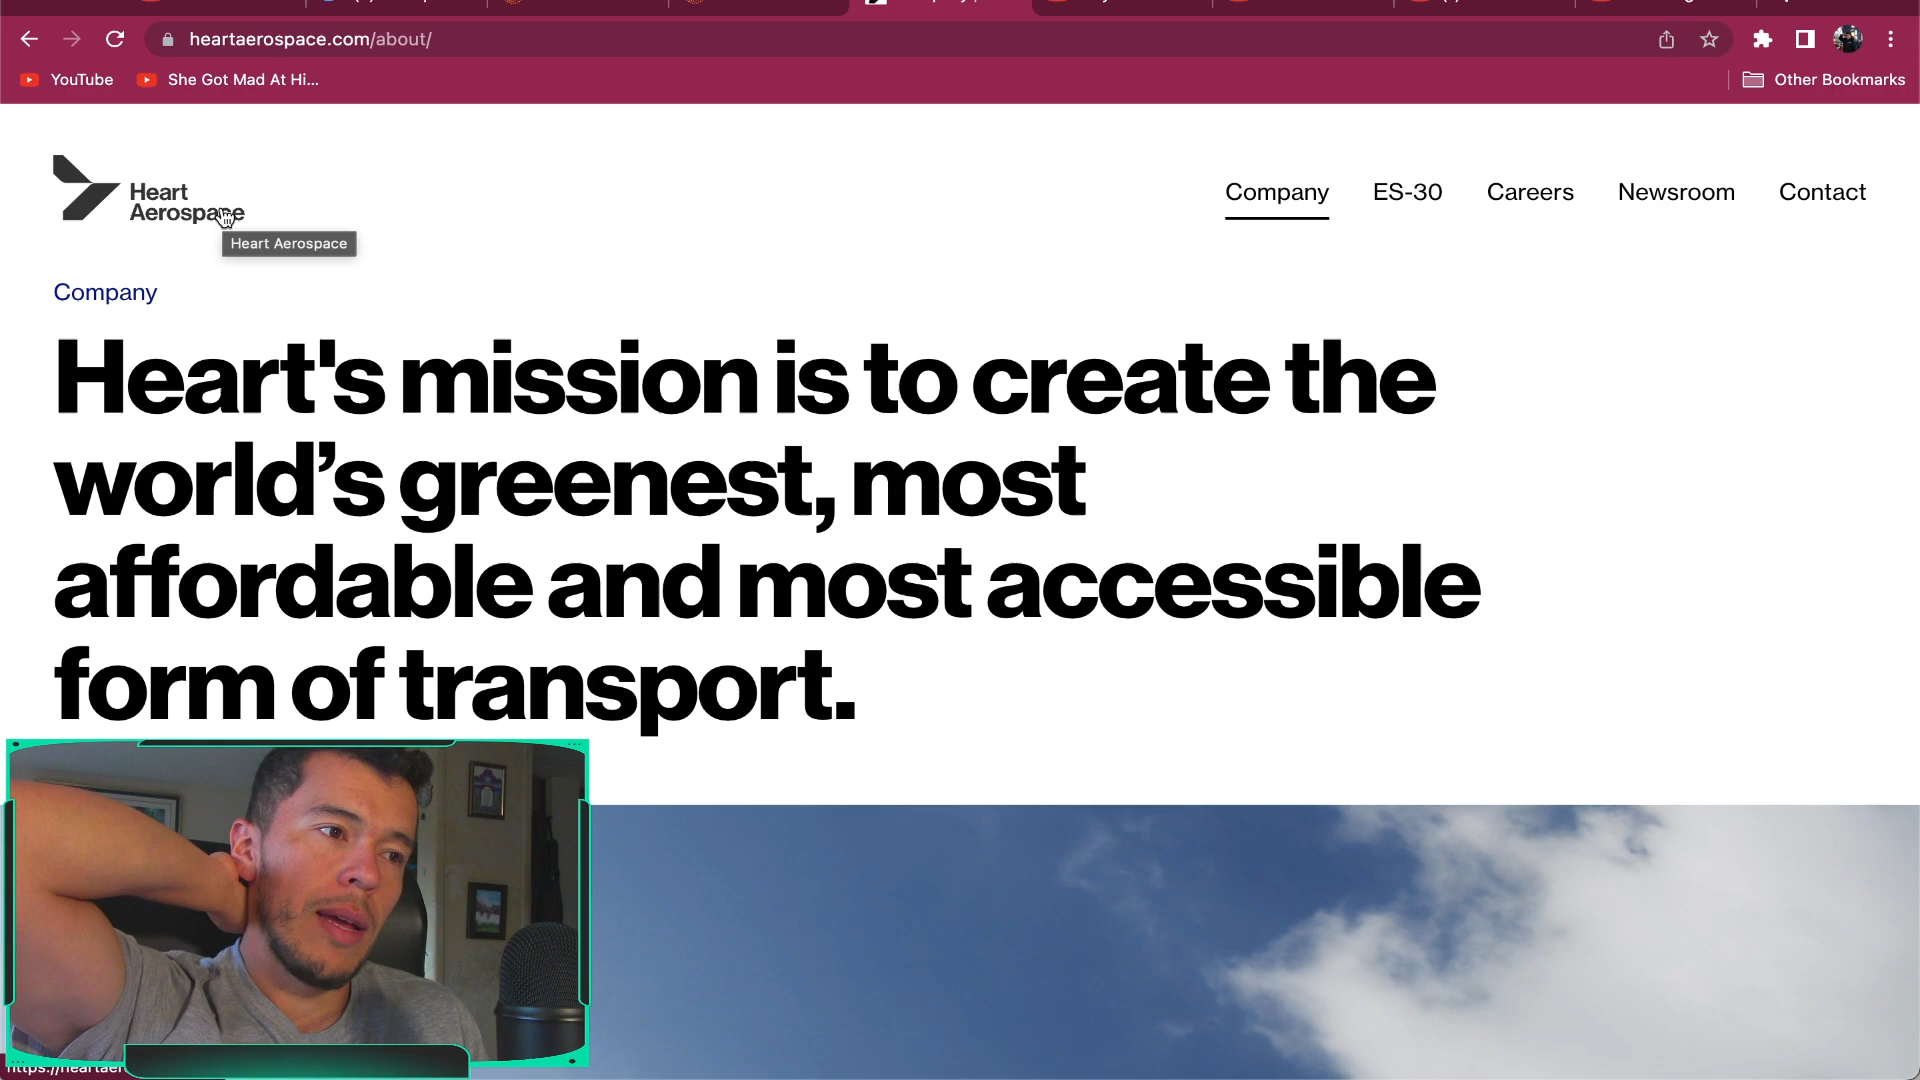 heartaerospace.com/about/
YouTube
She Got Mad At Hi...
Other Bookmarks
Heart
Aerospace
Company
ES-30
Careers
Newsroom
Contact
Heart Aerospace
Company
Heart's mission is to create the
world’s greenest, most
affordable and most accessible
form of transport.